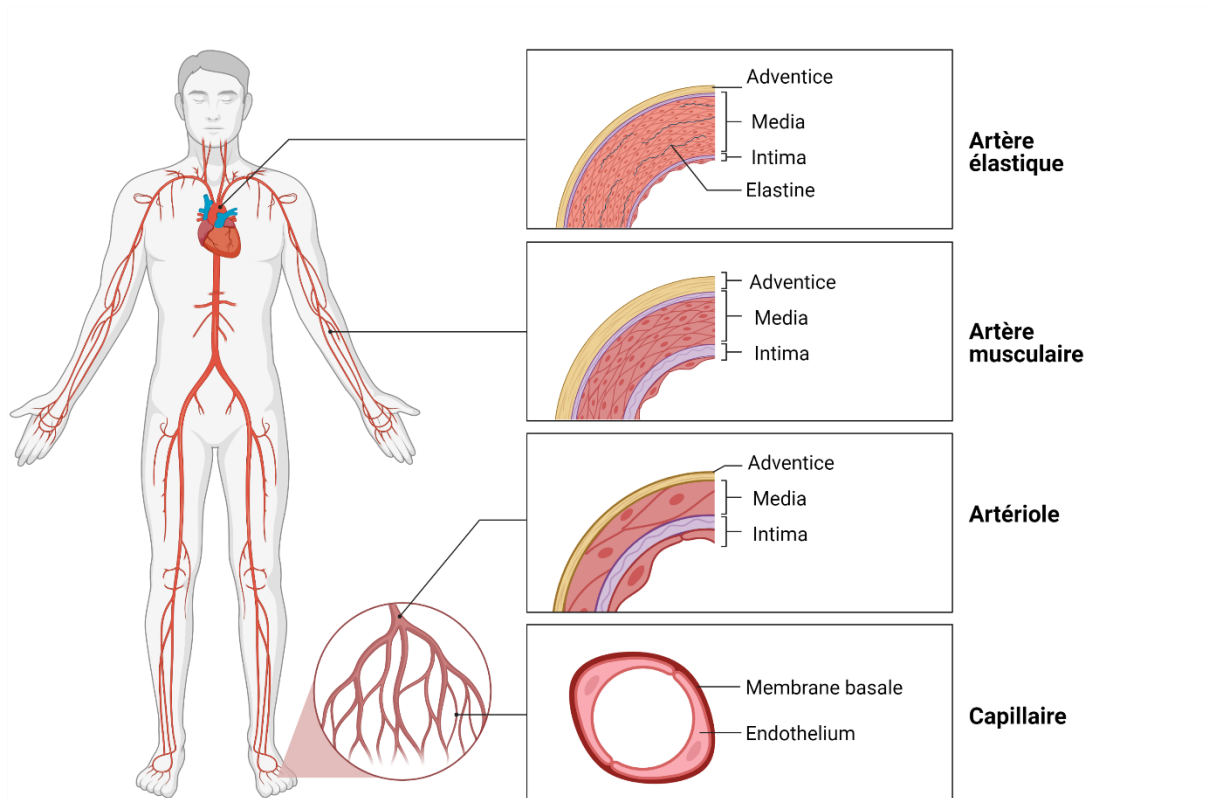 Adventice
Media
Intima
Elastine
Artère
élastique
Adventice
Media
Intima
Artère
musculaire
Adventice
Media
Intima
Artériole
Membrane basale
Endothelium
Capillaire